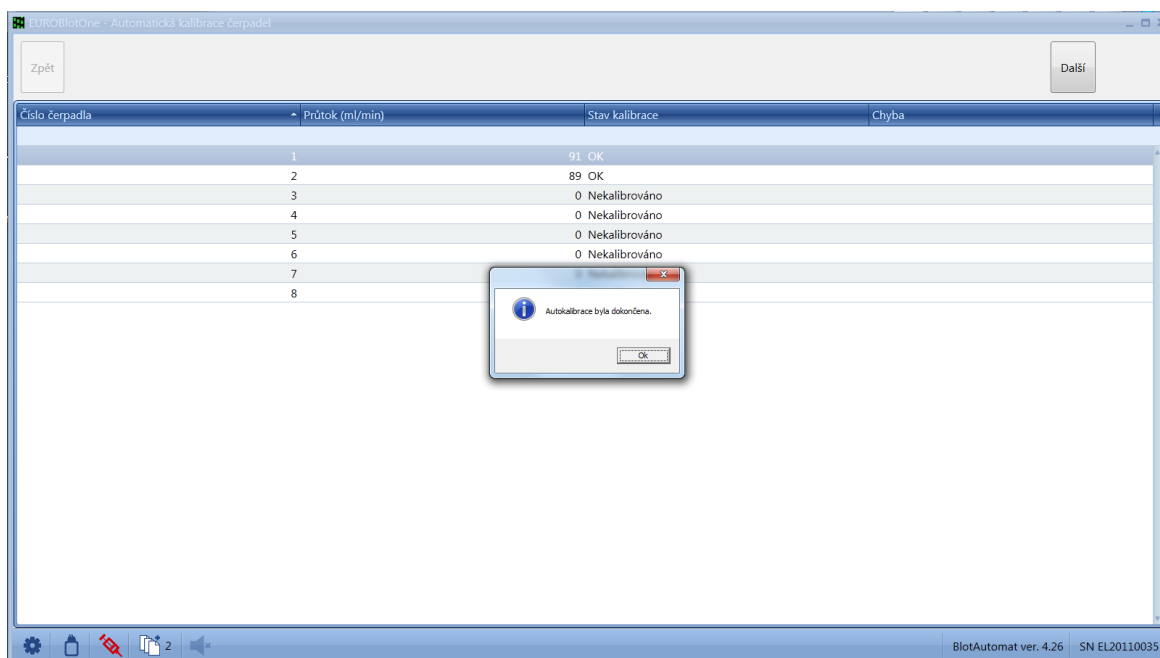 EUROBlotOne - Automatická kalibrace čerpadel
Zpět
Další
Číslo čerpadla Průtok (ml/min) Stav kalibrace Chyba
1 91 OK
2 89 OK
3 0 Nekalibrováno
4 0 Nekalibrováno
5 0 Nekalibrováno
6 0 Nekalibrováno
7
8
Autokalibrace byla dokončena.
Ok
2
BlotAutomat ver. 4.26 SN EL20110035